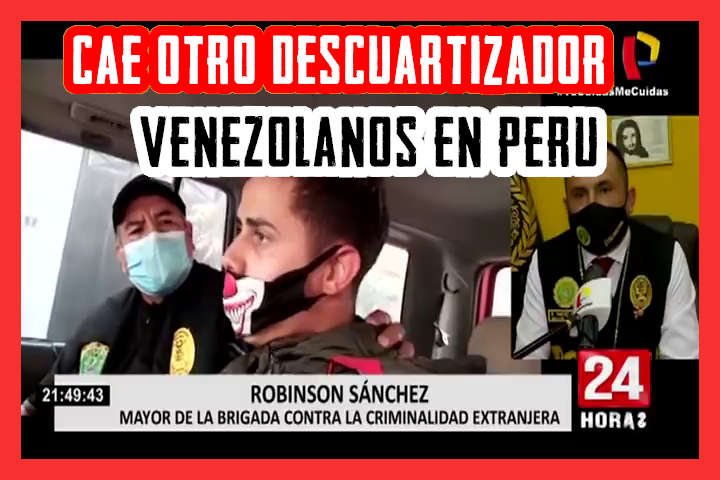 CAE OTRO DESCUARTIZADOR
VENEZOLANOS EN PERU
MeCuidas
21:49:43
ROBINSON SÁNCHEZ
MAYOR DE LA BRIGADA CONTRA LA CRIMINALIDAD EXTRANJERA
24
HORAS